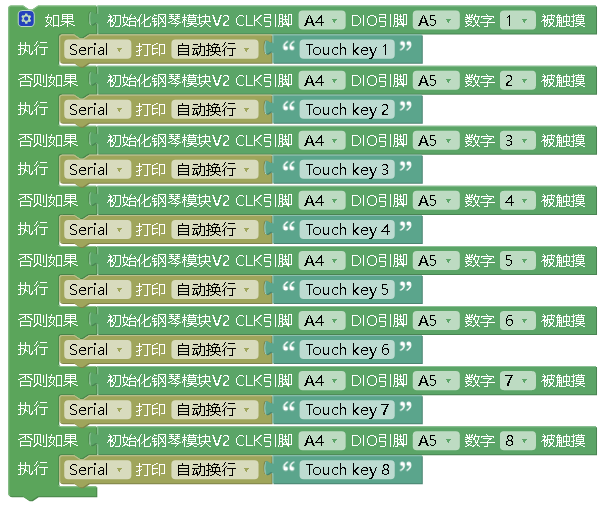 如果 初始化钢琴模块V2 CLK引脚 A4 DIO引脚 A5 数字 1 被触摸
执行 Serial 打印 自动换行 “ Touch key 1 ”
否则如果 初始化钢琴模块V2 CLK引脚 A4 DIO引脚 A5 数字 2 被触摸
执行 Serial 打印 自动换行 “ Touch key 2 ”
否则如果 初始化钢琴模块V2 CLK引脚 A4 DIO引脚 A5 数字 3 被触摸
执行 Serial 打印 自动换行 “ Touch key 3 ”
否则如果 初始化钢琴模块V2 CLK引脚 A4 DIO引脚 A5 数字 4 被触摸
执行 Serial 打印 自动换行 “ Touch key 4 ”
否则如果 初始化钢琴模块V2 CLK引脚 A4 DIO引脚 A5 数字 5 被触摸
执行 Serial 打印 自动换行 “ Touch key 5 ”
否则如果 初始化钢琴模块V2 CLK引脚 A4 DIO引脚 A5 数字 6 被触摸
执行 Serial 打印 自动换行 “ Touch key 6 ”
否则如果 初始化钢琴模块V2 CLK引脚 A4 DIO引脚 A5 数字 7 被触摸
执行 Serial 打印 自动换行 “ Touch key 7 ”
否则如果 初始化钢琴模块V2 CLK引脚 A4 DIO引脚 A5 数字 8 被触摸
执行 Serial 打印 自动换行 “ Touch key 8 ”